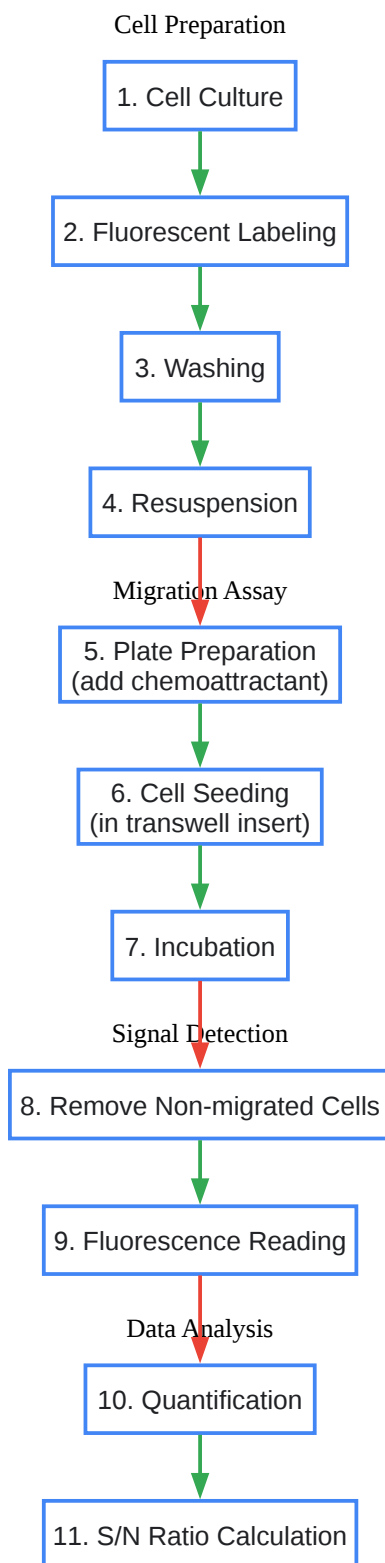 Cell Preparation
1. Cell Culture
2. Fluorescent Labeling
3. Washing
4. Resuspension
Migration Assay
5. Plate Preparation
(add chemoattractant)
6. Cell Seeding
(in transwell insert)
7. Incubation
Signal Detection
8. Remove Non-migrated Cells
9. Fluorescence Reading
Data Analysis
10. Quantification
11. S/N Ratio Calculation